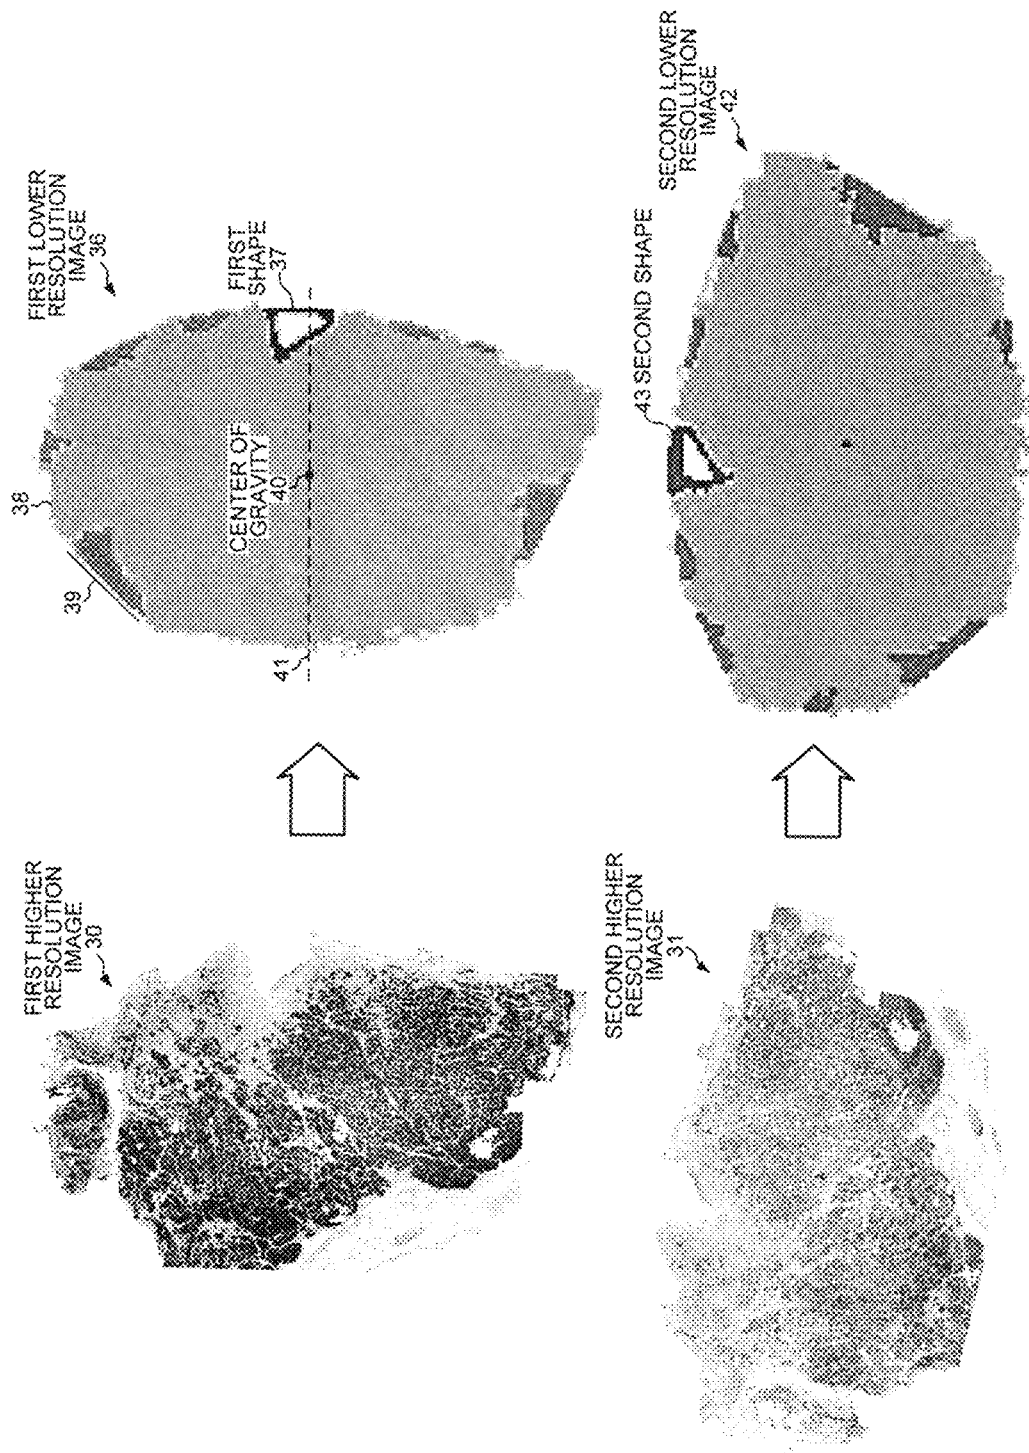 FIRST HIGHER
RESOLUTION
IMAGE
30
FIRST LOWER
RESOLUTION
IMAGE
36
38
39
41
CENTER OF
GRAVITY
40
FIRST
SHAPE
37
SECOND HIGHER
RESOLUTION
IMAGE
31
SECOND LOWER
RESOLUTION
IMAGE
42
43 SECOND SHAPE